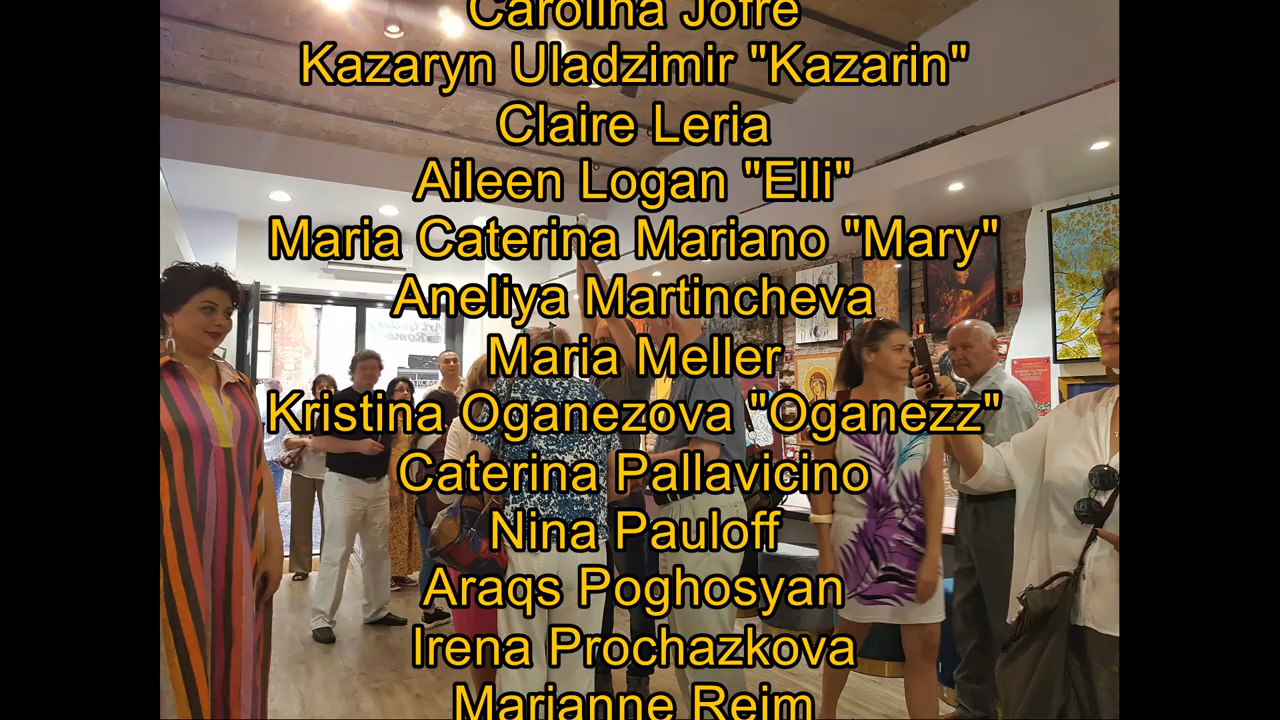 Carolina Jofre
Kazaryn Uladzimir "Kazarin"
Claire Leria
Aileen Logan "Elli"
Maria Caterina Mariano "Mary"
Aneliya Martincheva
Maria Meller
Kristina Oganezova "Oganezz"
Caterina Pallavicino
Nina Pauloff
Araqs Poghosyan
Irena Prochazkova
Marianne Reim